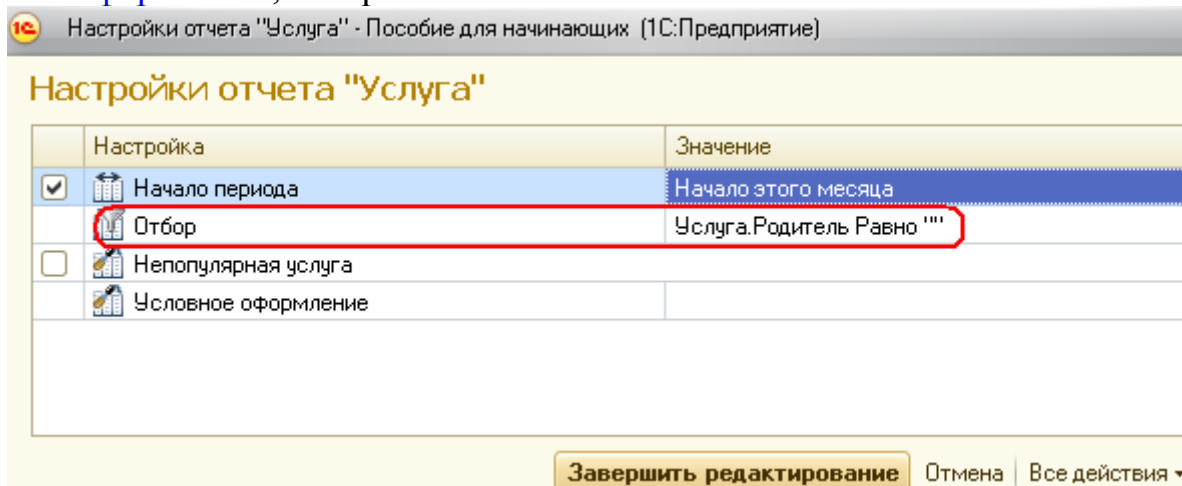 Настройки отчета "Услуга" - Пособие для начинающих (1С:Предприятие)
Настройки отчета "Услуга"
Настройка Значение
Начало периода Начало этого месяца
Отбор Услуга.Родитель Равно ""
Непопулярная услуга
Условное оформление
Завершить редактирование Отмена Все действия